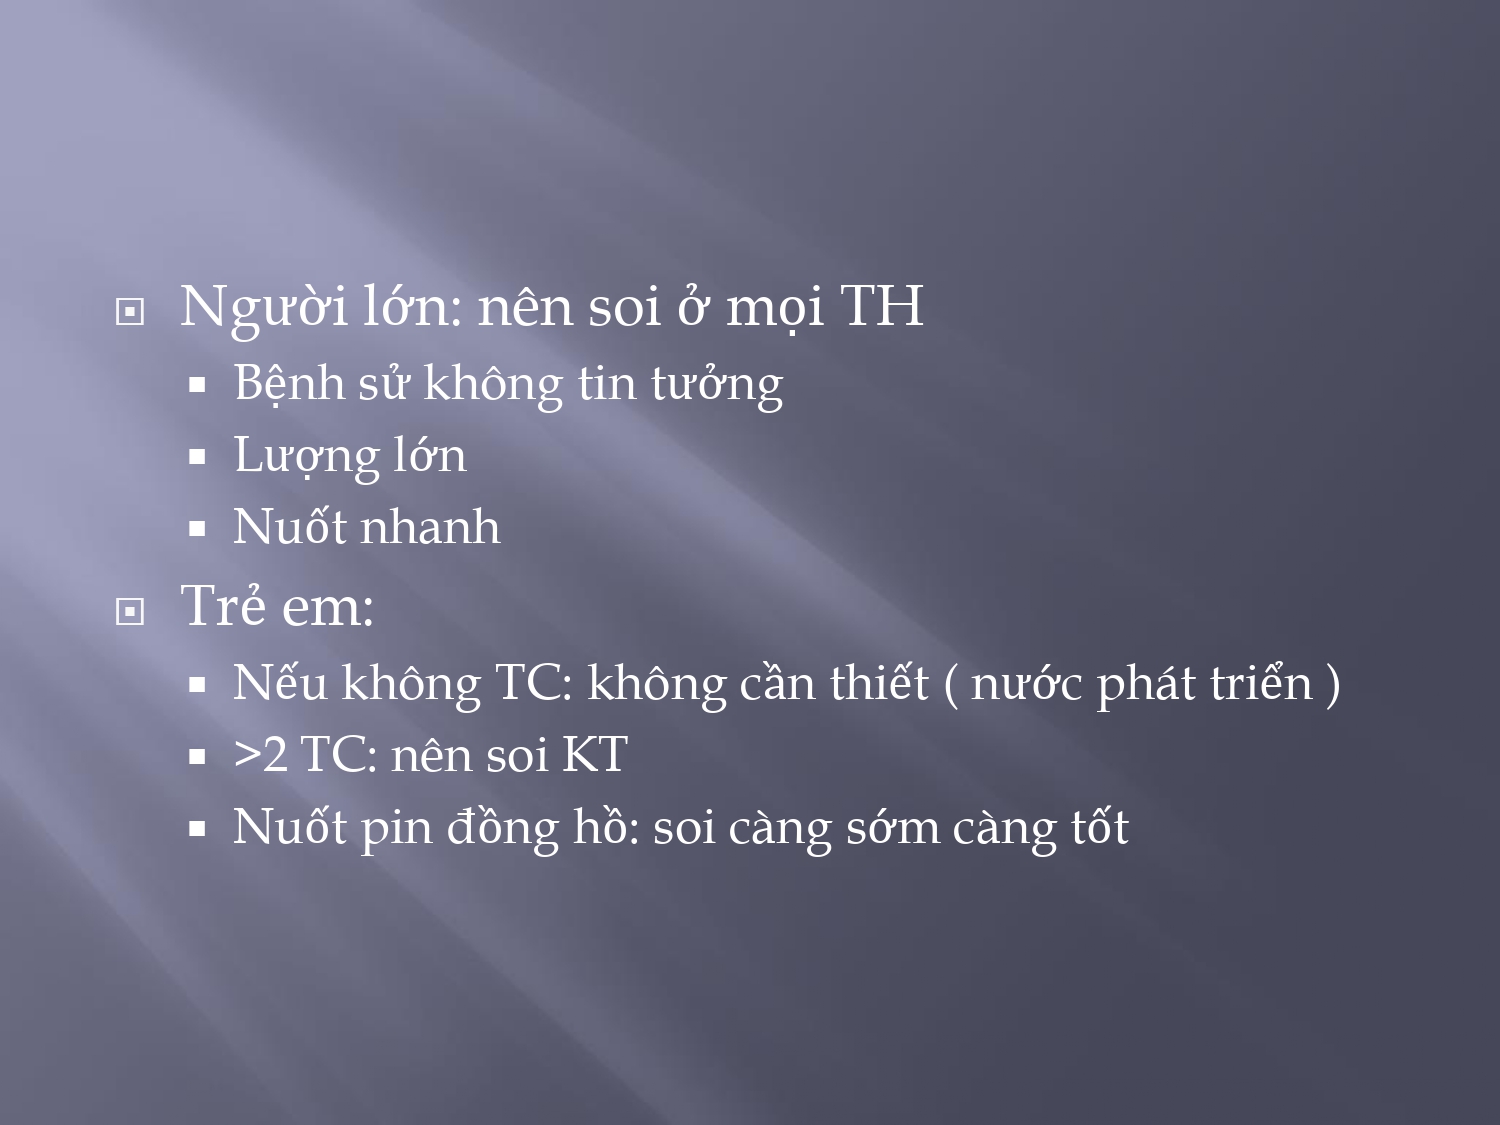 Người lớn: nên soi ở mọi TH
Bệnh sử không tin tưởng
Lượng lớn
Nuốt nhanh
Trẻ em:
Nếu không TC: không cần thiết ( nước phát triển )
>2 TC: nên soi KT
Nuốt pin đồng hồ: soi càng sớm càng tốt